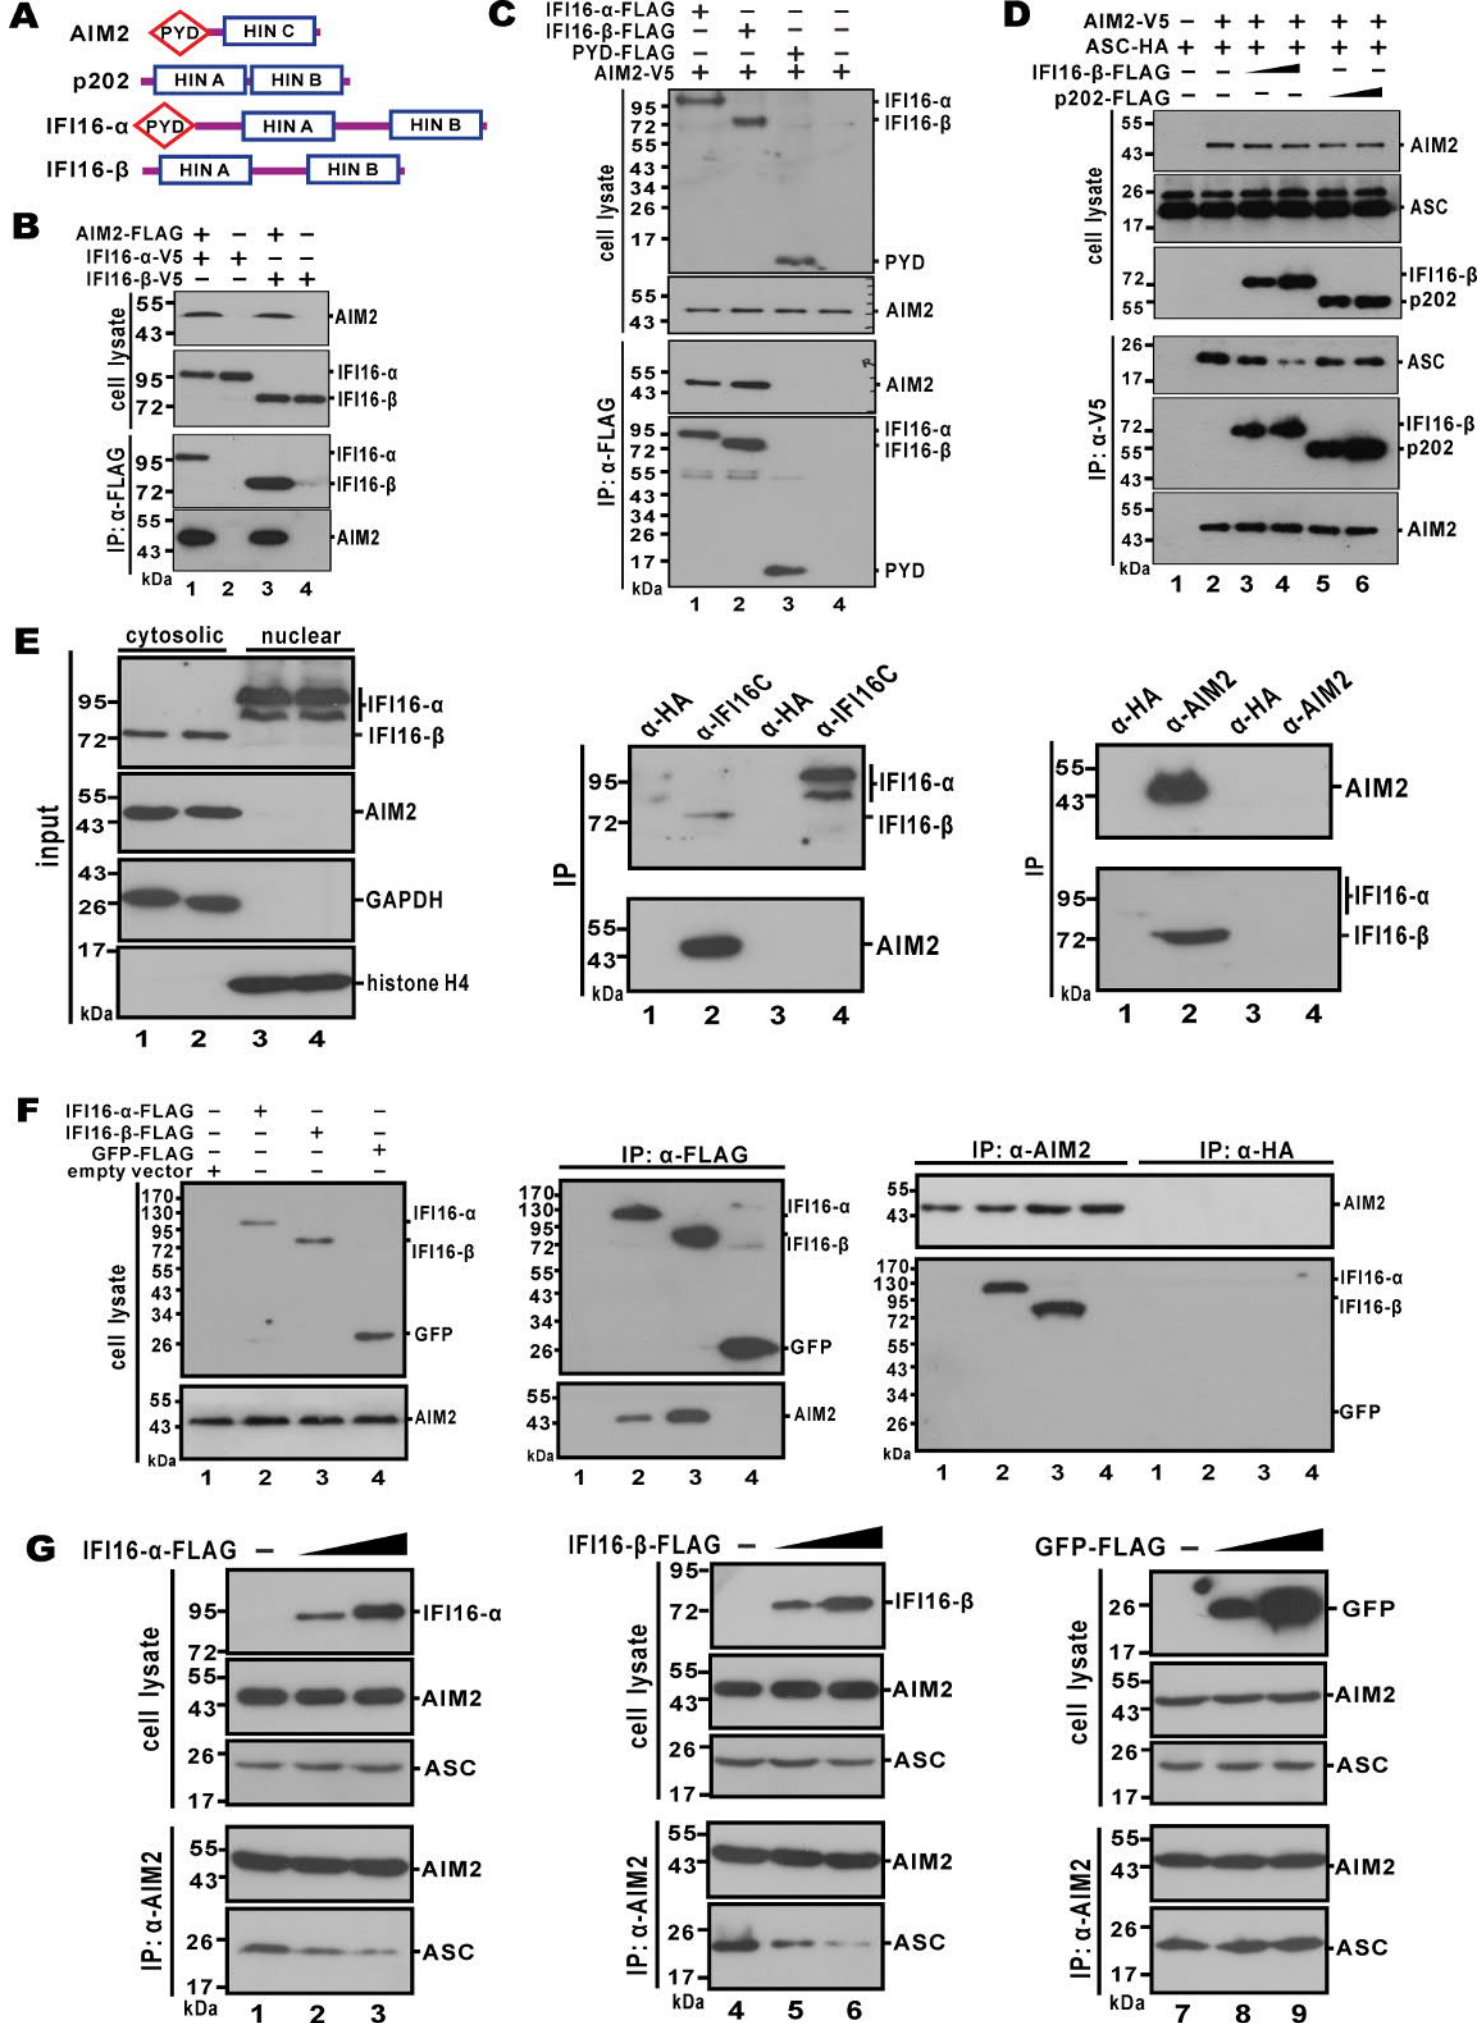 A
AIM2 PYD HIN C
p202 HIN A HIN B
IFI16-α PYD HIN A HIN B
IFI16-β HIN A HIN B
B
AIM2-FLAG + − + −
IFI16-α-V5 + + − −
IFI16-β-V5 − − + +
cell lysate
55
43
AIM2
95
72
IFI16-α
IFI16-β
IP: α-FLAG
95
72
IFI16-α
IFI16-β
55
43
AIM2
kDa
1 2 3 4
C
IFI16-α-FLAG + − − −
IFI16-β-FLAG − + − −
PYD-FLAG − − + −
AIM2-V5 + + + +
cell lysate
95
72
55
43
34
26
17
IFI16-α
IFI16-β
PYD
55
43
AIM2
IP: α-FLAG
55
43
AIM2
95
72
55
43
34
26
17
IFI16-α
IFI16-β
PYD
kDa
1 2 3 4
D
AIM2-V5 − + + + + +
ASC-HA + + + + + +
IFI16-β-FLAG − − − −
p202-FLAG − − − −
cell lysate
55
43
AIM2
26
17
ASC
72
55
IFI16-β
p202
IP: α-V5
26
17
ASC
72
55
43
IFI16-β
p202
55
43
AIM2
kDa
1 2 3 4 5 6
E
cytosolic nuclear
input
95
72
IFI16-α
IFI16-β
55
43
AIM2
43
26
GAPDH
17
histone H4
kDa
1 2 3 4
α-HA α-IFI16C α-HA α-IFI16C
IP
95
72
IFI16-α
IFI16-β
55
43
AIM2
kDa
1 2 3 4
α-HA α-AIM2 α-HA α-AIM2
IP
55
43
AIM2
95
72
IFI16-α
IFI16-β
kDa
1 2 3 4
F
IFI16-α-FLAG − + − −
IFI16-β-FLAG − − + −
GFP-FLAG − − − +
empty vector + − − −
cell lysate
170
130
95
72
55
43
34
26
IFI16-α
IFI16-β
GFP
55
43
AIM2
kDa
1 2 3 4
IP: α-FLAG
170
130
95
72
55
43
34
26
IFI16-α
IFI16-β
GFP
55
43
AIM2
kDa
1 2 3 4
IP: α-AIM2 IP: α-HA
55
43
AIM2
170
130
95
72
55
43
34
26
IFI16-α
IFI16-β
GFP
kDa
1 2 3 4 1 2 3 4
G
IFI16-α-FLAG −
cell lysate
95
72
IFI16-α
55
43
AIM2
26
17
ASC
IP: α-AIM2
55
43
AIM2
26
17
ASC
kDa
1 2 3
IFI16-β-FLAG −
cell lysate
95
72
IFI16-β
55
43
AIM2
26
17
ASC
IP: α-AIM2
55
43
AIM2
26
17
ASC
kDa
4 5 6
GFP-FLAG −
cell lysate
26
17
GFP
55
43
AIM2
26
17
ASC
IP: α-AIM2
55
43
AIM2
26
17
ASC
kDa
7 8 9